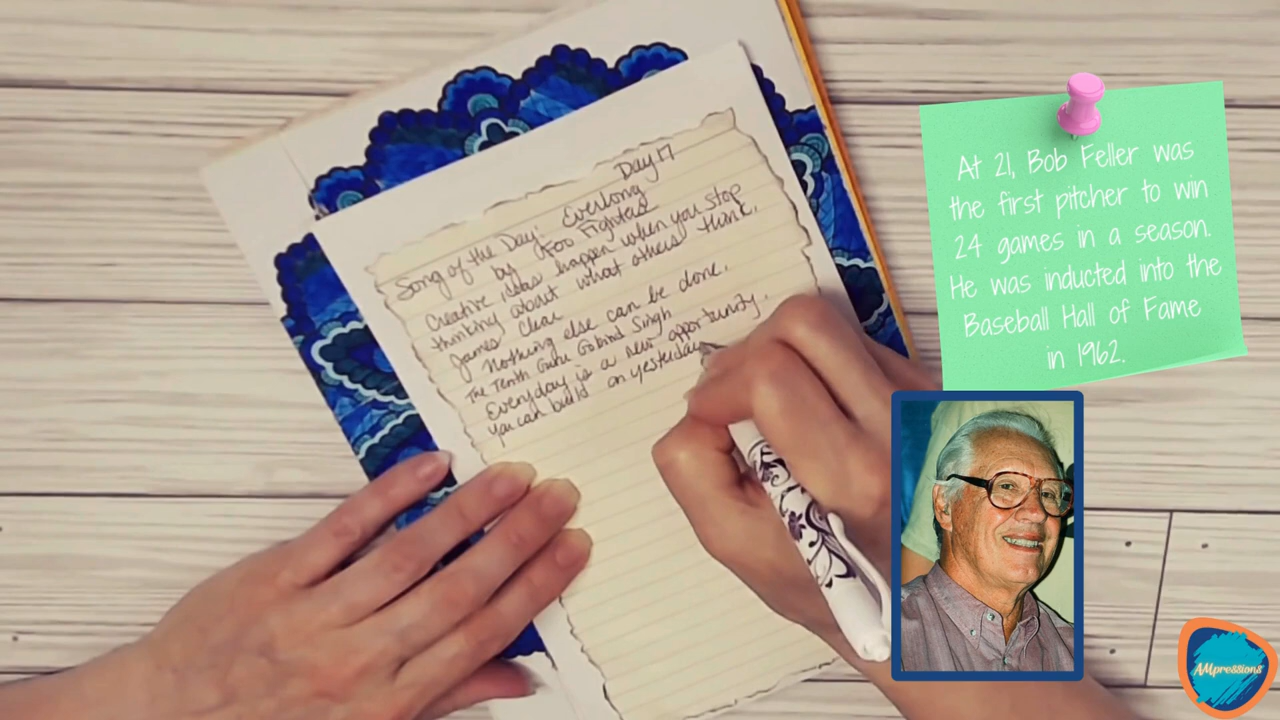 Day 17
Song of the Day: Everlong
by Foo Fighters
Creative ideas happen when you stop
thinking about what others think.
James Clear
Nothing else can be done.
The Tenth Guru Gobind Singh
Everyday is a new opportunity.
You can build on yesterday
At 21, Bob Feller was
the first pitcher to win
24 games in a season.
He was inducted into the
Baseball Hall of Fame
in 1962.
AMpressions